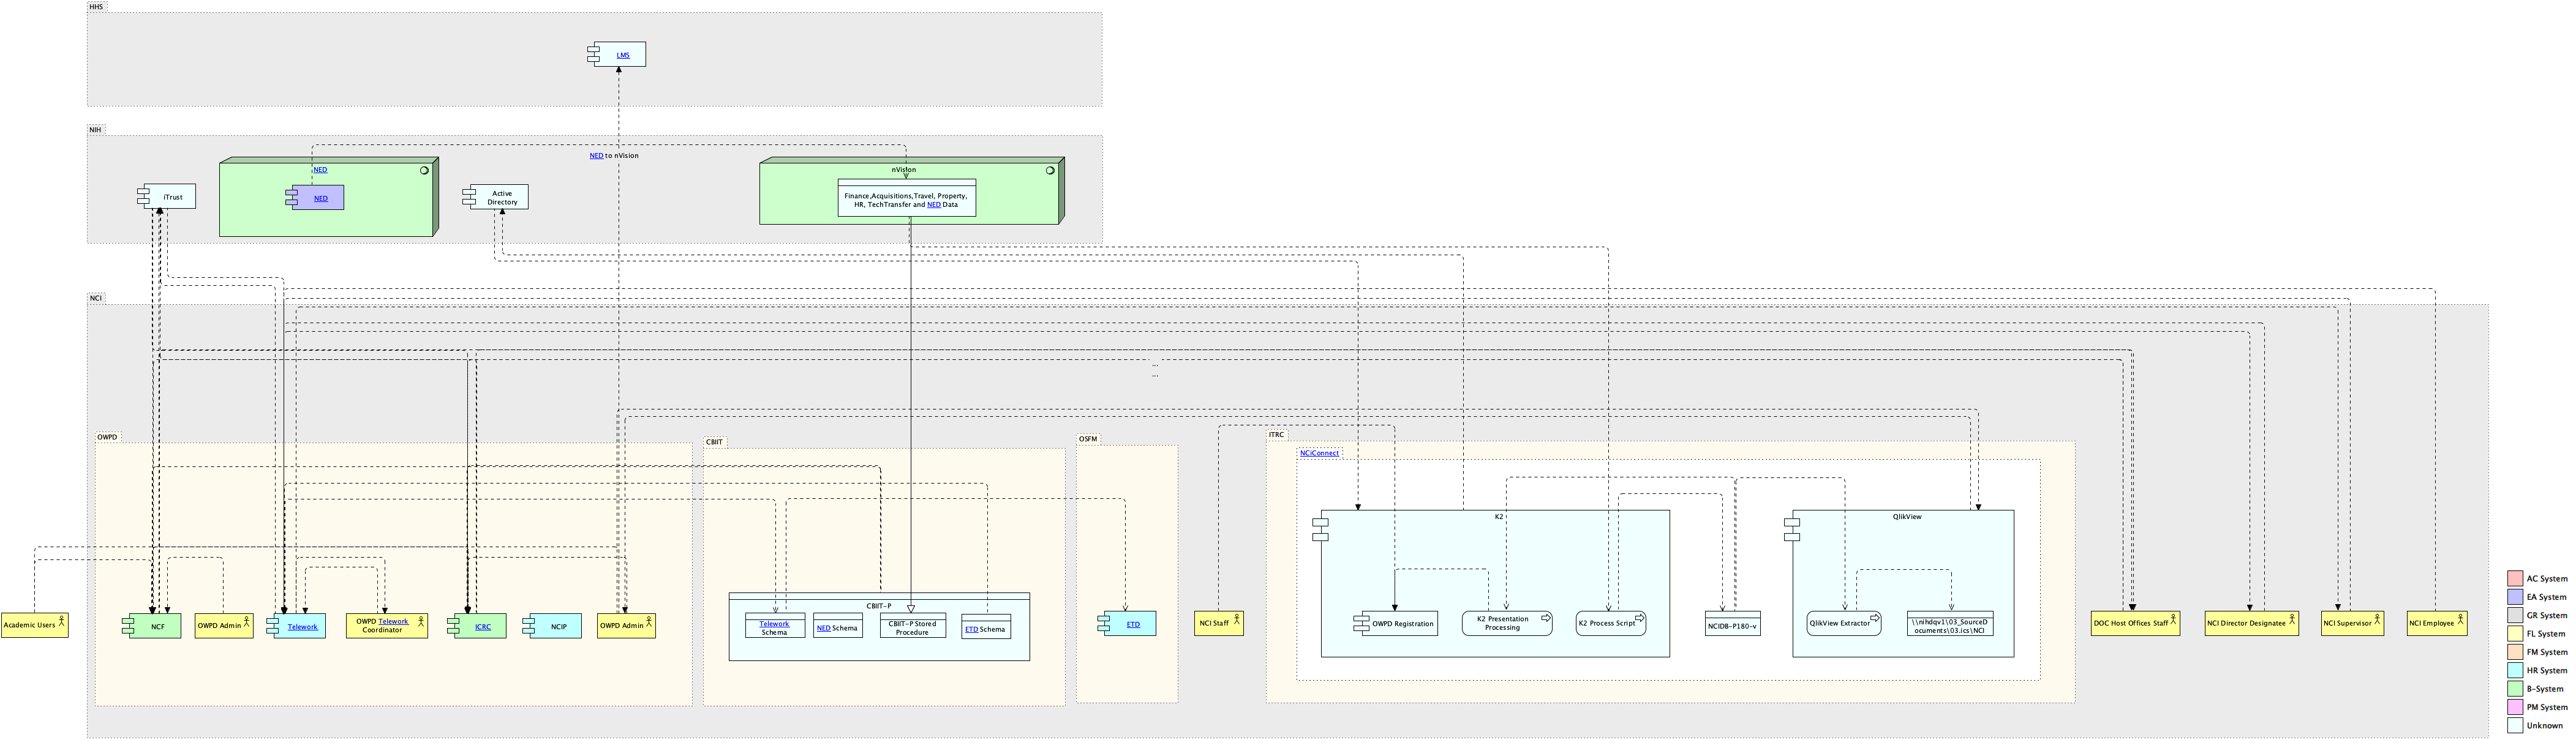 HHS
LMS
NIH
NED to nVision
NED
nVision
iTrust
NED
Active
Directory
Finance,Acquisitions,Travel, Property,
HR, TechTransfer and NED Data
NCI
...
...
OWPD
CBIIT
OSFM
ITRC
NCiConnect
K2
QlikView
CBIIT-P
Academic Users
NCF
OWPD Admin
Telework
OWPD Telework
Coordinator
ICRC
NCIP
OWPD Admin
Telework
Schema
NED Schema
CBIIT-P Stored
Procedure
ETD Schema
ETD
NCI Staff
OWPD Registration
K2 Presentation
Processing
K2 Process Script
NCIDB-P180-v
QlikView Extractor
\\nihdqv1\03_SourceD
ocuments\03.ics\NCI
DOC Host Offices Staff
NCI Director Designatee
NCI Supervisor
NCI Employee
AC System
EA System
GR System
FL System
FM System
HR System
B-System
PM System
Unknown